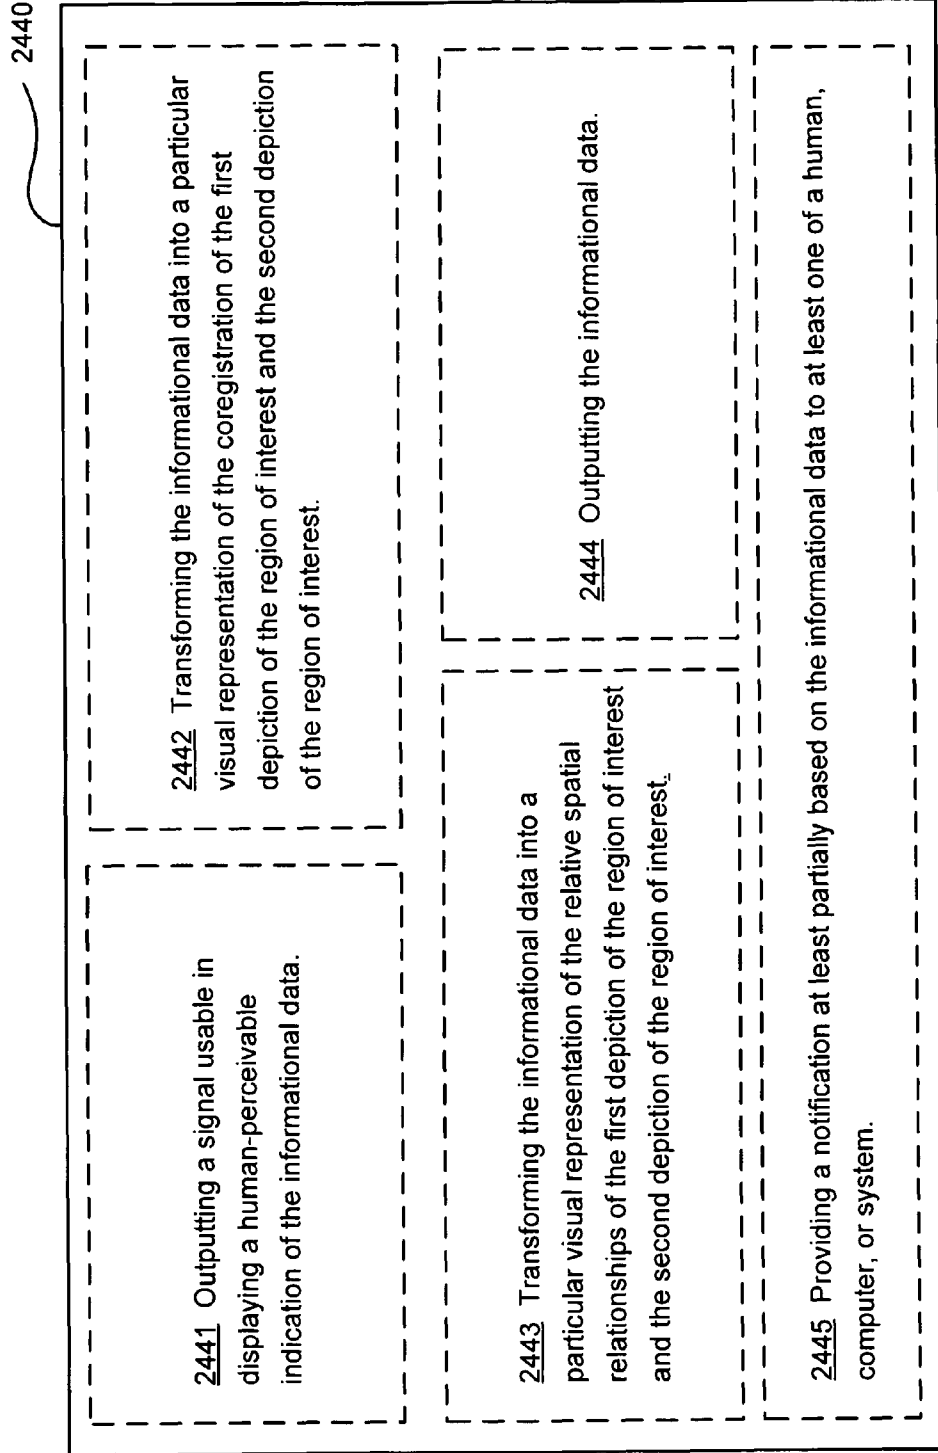 2440
2441 Outputting a signal usable in
displaying a human-perceivable
indication of the informational data.
2442 Transforming the informational data into a particular
visual representation of the coregistration of the first
depiction of the region of interest and the second depiction
of the region of interest.
2443 Transforming the informational data into a
particular visual representation of the relative spatial
relationships of the first depiction of the region of interest
and the second depiction of the region of interest.
2444 Outputting the informational data.
2445 Providing a notification at least partially based on the informational data to at least one of a human,
computer, or system.